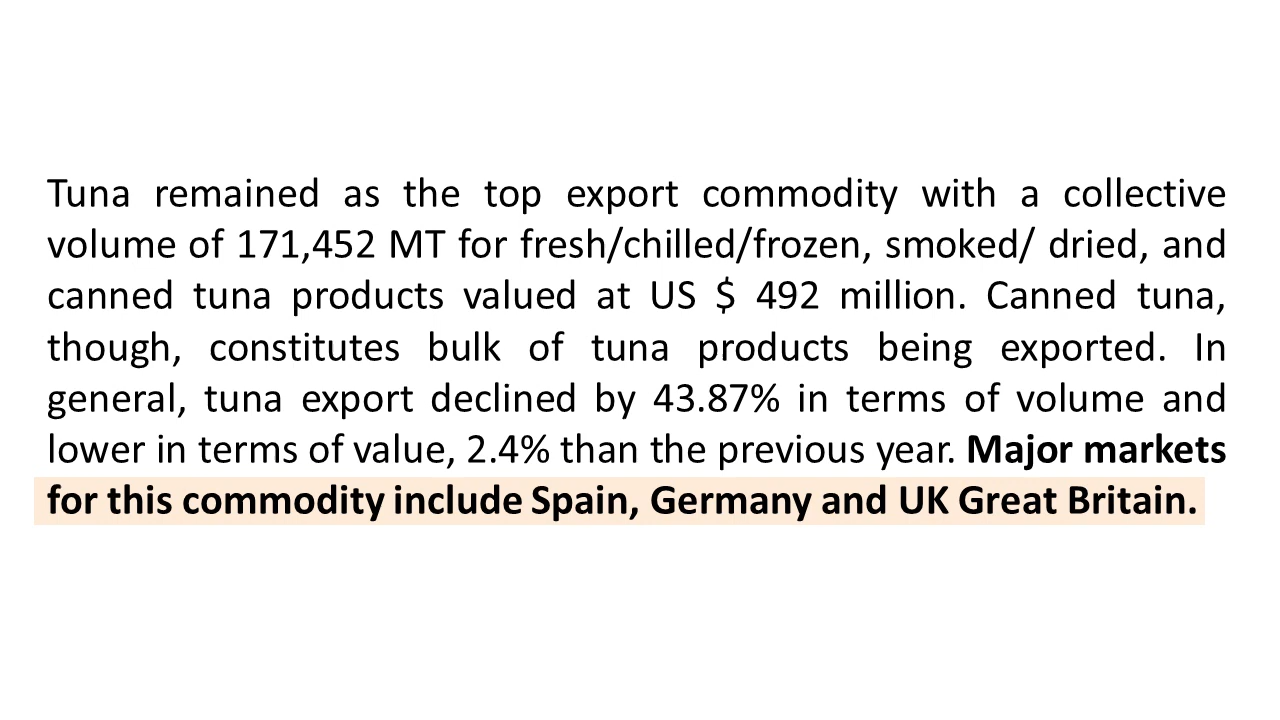 Tuna remained as the top export commodity with a collective
volume of 171,452 MT for fresh/chilled/frozen, smoked/ dried, and
canned tuna products valued at US $ 492 million. Canned tuna,
though, constitutes bulk of tuna products being exported. In
general, tuna export declined by 43.87% in terms of volume and
lower in terms of value, 2.4% than the previous year. Major markets
for this commodity include Spain, Germany and UK Great Britain.